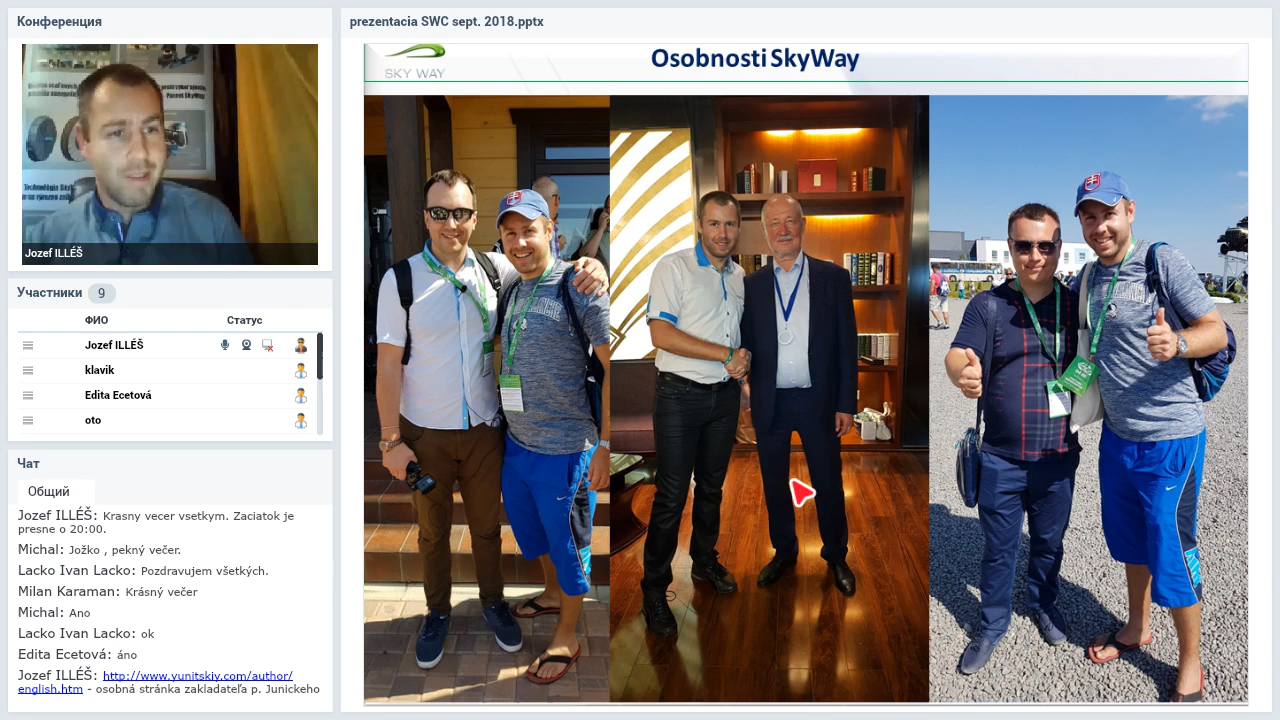 Конференция
Jozef ILLÉŠ
Участники 9
ФИО Статус
Jozef ILLÉŠ
klavik
Edita Ecetová
oto
Чат
Общий
Jozef ILLÉŠ: Krasny vecer vsetkym. Zaciatok je
presne o 20:00.
Michal: Jožko , pekný večer.
Lacko Ivan Lacko: Pozdravujem všetkých.
Milan Karaman: Krásný večer
Michal: Ano
Lacko Ivan Lacko: ok
Edita Ecetová: áno
Jozef ILLÉŠ: http://www.yunitskiy.com/author/
english.htm - osobná stránka zakladateľa p. Junickeho
prezentacia SWC sept. 2018.pptx
SKY WAY
Osobnosti SkyWay